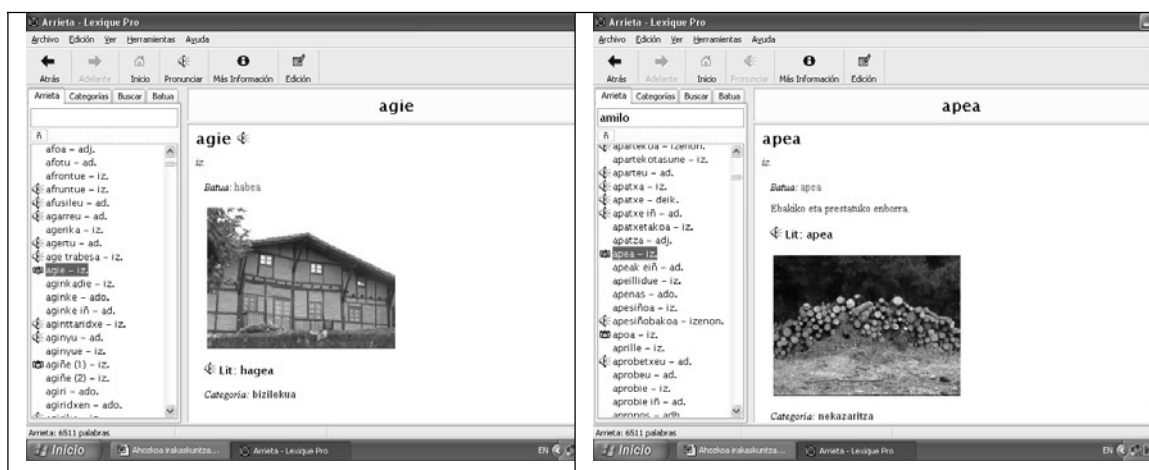 Arrieta - Lexique Pro
Archivo Edición Ver Herramientas Ayuda
Atrás Adelante Inicio Pronunciar Más Información Edición
Arrieta Categorías Buscar Batua
ñ
afoa – adj.
afotu – ad.
afrontue – iz.
afruntue – iz.
afusileu – ad.
agarreu – ad.
agerika – iz.
agertu – ad.
age trabesa – iz.
agie – iz.
aginkadie – iz.
aginke – ado.
aginke iñ – ad.
aginttaridxe – iz.
aginyu – ad.
aginyue – iz.
agiñe (1) – iz.
agiñe (2) – iz.
agiri – ado.
agiridxen – ado.
agie
agie
iz.
Batua: habea
Lit: hagea
Categoria: bizilekua
Arrieta: 6511 palabras
Inicio Ahozkoa irakaskuntza... Arrieta - Lexique Pro EN
Arrieta - Lexique Pro
Archivo Edición Ver Herramientas Ayuda
Atrás Adelante Inicio Pronunciar Más Información Edición
Arrieta Categorías Buscar Batua
amilo
ñ
apartekoa – izenon.
apartekotasune – iz.
aparteu – ad.
apatxa – iz.
apatxe – deik.
apatxe iñ – ad.
apatxetakoa – iz.
apatza – adj.
apea – iz.
apeak eiñ – ad.
apeillidue – iz.
apenas – ado.
apesiñoa – iz.
apesiñobakoa – izenon.
apoa – iz.
aprille – iz.
aprobetxeu – ad.
aprobeu – ad.
aprobie – iz.
aprobie iñ – ad.
apropos – adb.
apea
apea
iz.
Batua: apea
Ebakiko eta prestatuko enborra.
Lit: apea
Categoria: nekazaritza
Arrieta: 6511 palabras
Inicio Ahozkoa irakaskuntza... Arrieta - Lexique Pro EN